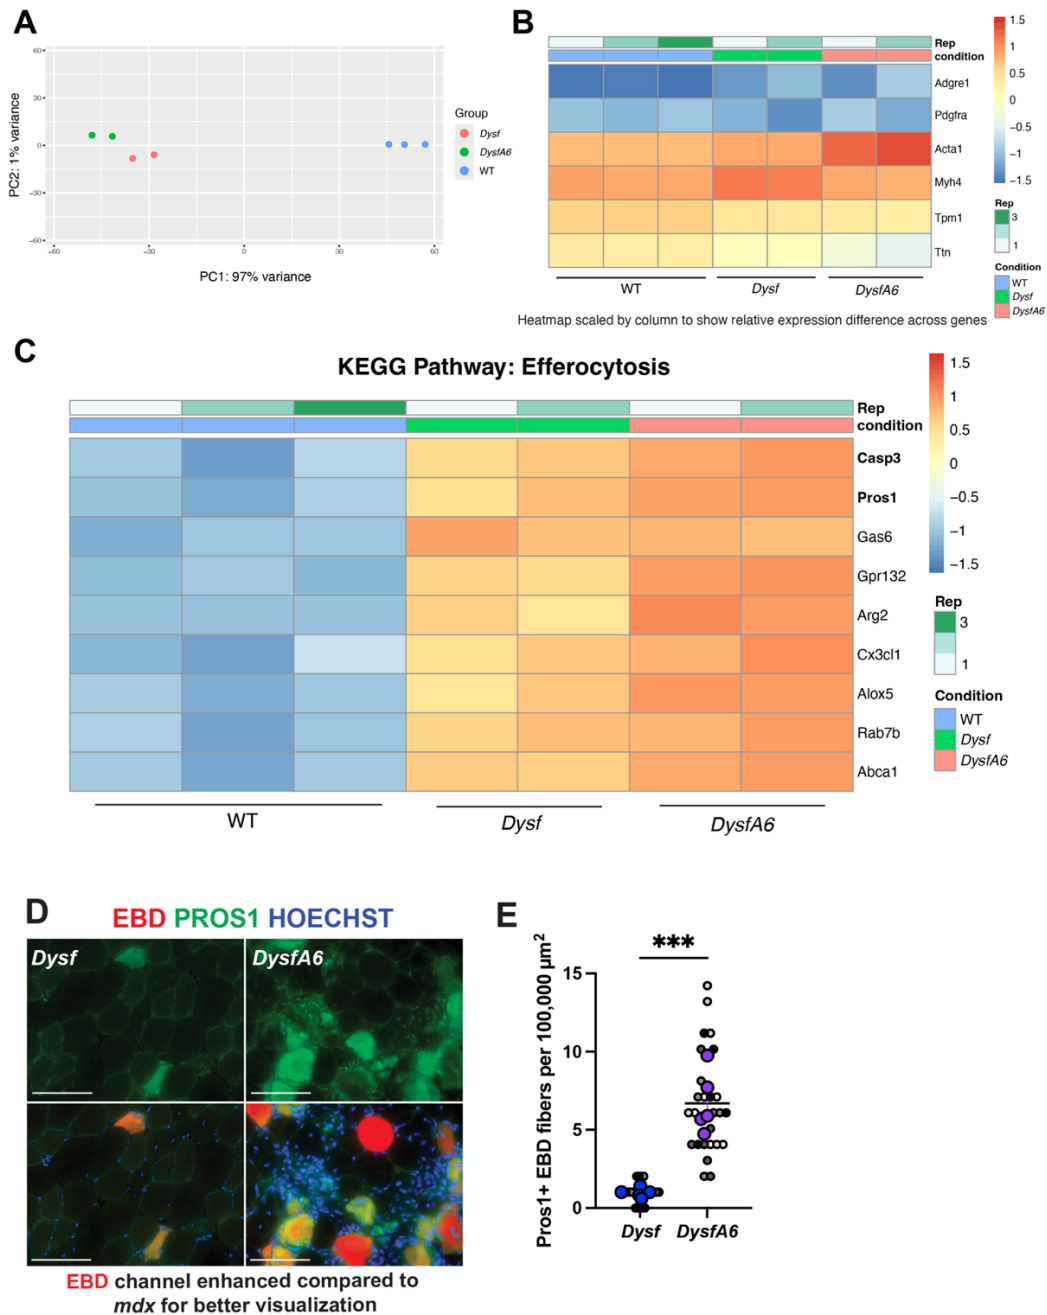 A
60
30
0
−30
−60
PC2: 1% variance
−60
−30
0
30
60
PC1: 97% variance
Group
Dysf
DysfA6
WT
B
Rep
condition
Adgre1
Pdgfra
Acta1
Myh4
Tpm1
Ttn
WT
Dysf
DysfA6
1.5
1
0.5
0
−0.5
−1
−1.5
Rep
3
1
Condition
WT
Dysf
DysfA6
Heatmap scaled by column to show relative expression difference across genes
C
KEGG Pathway: Efferocytosis
Rep
condition
Casp3
Pros1
Gas6
Gpr132
Arg2
Cx3cl1
Alox5
Rab7b
Abca1
WT
Dysf
DysfA6
1.5
1
0.5
0
−0.5
−1
−1.5
Rep
3
1
Condition
WT
Dysf
DysfA6
D
EBD PROS1 HOECHST
Dysf
DysfA6
EBD channel enhanced compared to
mdx for better visualization
E
Pros1+ EBD fibers per 100,000 μm2
15
10
5
0
***
Dysf
DysfA6